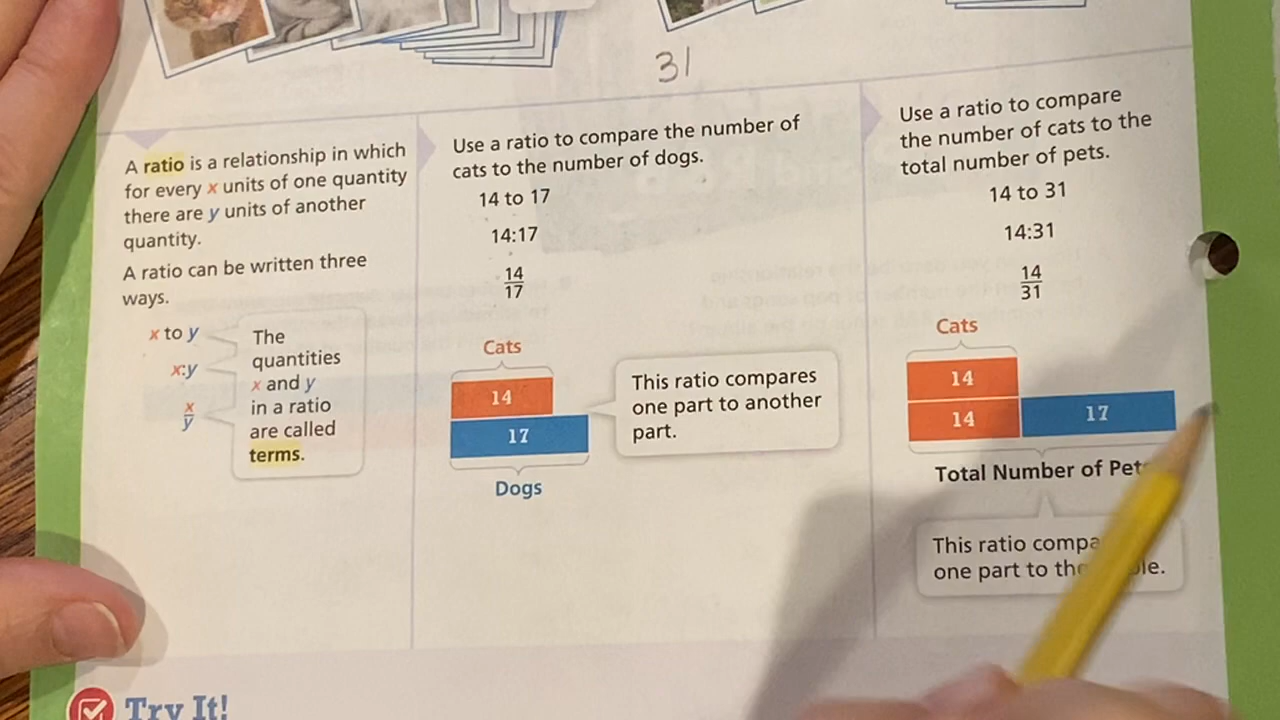 31
A ratio is a relationship in which
for every x units of one quantity
there are y units of another
quantity.
A ratio can be written three
ways.
x to y
x:y
x
y
The
quantities
x and y
in a ratio
are called
terms.
Use a ratio to compare the number of
cats to the number of dogs.
14 to 17
14:17
14
17
Cats
14
17
Dogs
This ratio compares
one part to another
part.
Use a ratio to compare
the number of cats to the
total number of pets.
14 to 31
14:31
14
31
Cats
14
14 17
Total Number of
This ratio
one part to
Try It!